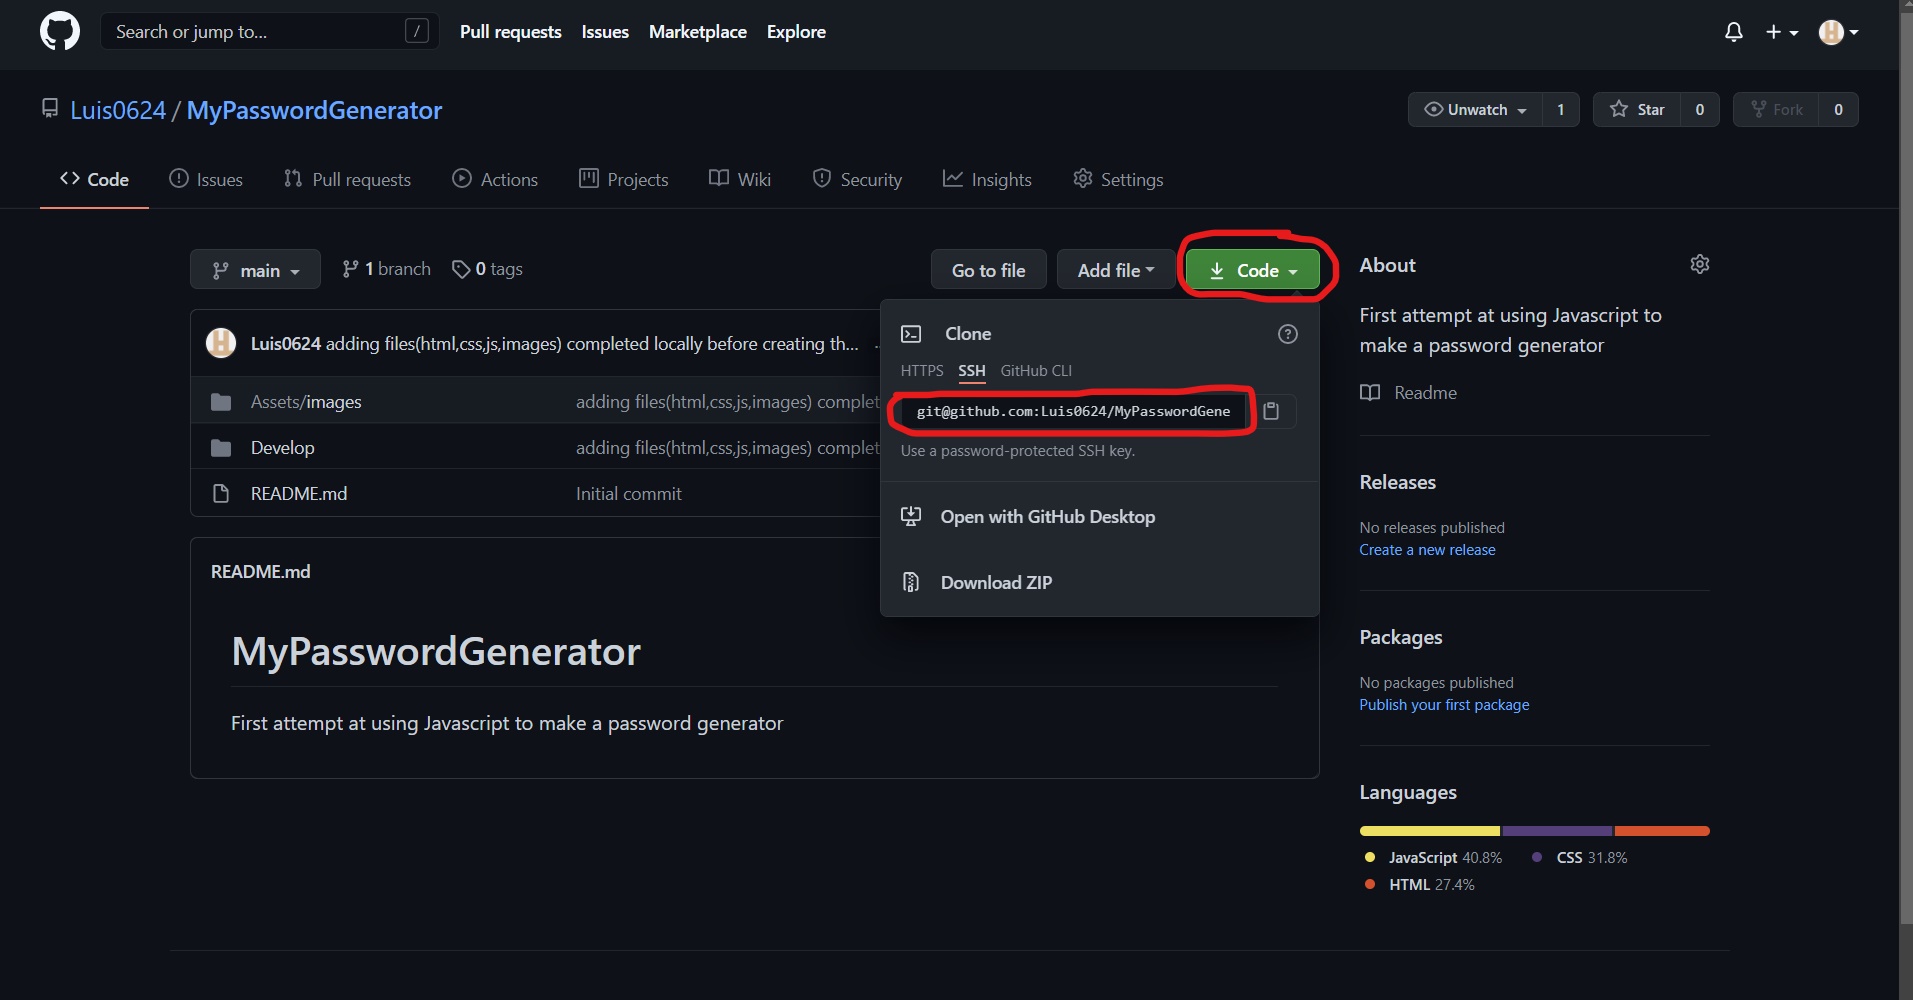 Search or jump to... /
Pull requests Issues Marketplace Explore
Luis0624 / MyPasswordGenerator
Unwatch 1 Star 0 Fork 0
Code Issues Pull requests Actions Projects Wiki Security Insights Settings
main 1 branch 0 tags
Go to file Add file Code
Luis0624 adding files(html,css,js,images) completed locally before creating th...
Assets/images adding files(html,css,js,images) complet
Develop adding files(html,css,js,images) complet
README.md Initial commit
Clone
HTTPS SSH GitHub CLI
git@github.com:Luis0624/MyPasswordGene
Use a password-protected SSH key.
Open with GitHub Desktop
Download ZIP
README.md
MyPasswordGenerator
First attempt at using Javascript to make a password generator
About
First attempt at using Javascript to
make a password generator
Readme
Releases
No releases published
Create a new release
Packages
No packages published
Publish your first package
Languages
JavaScript 40.8% CSS 31.8%
HTML 27.4%